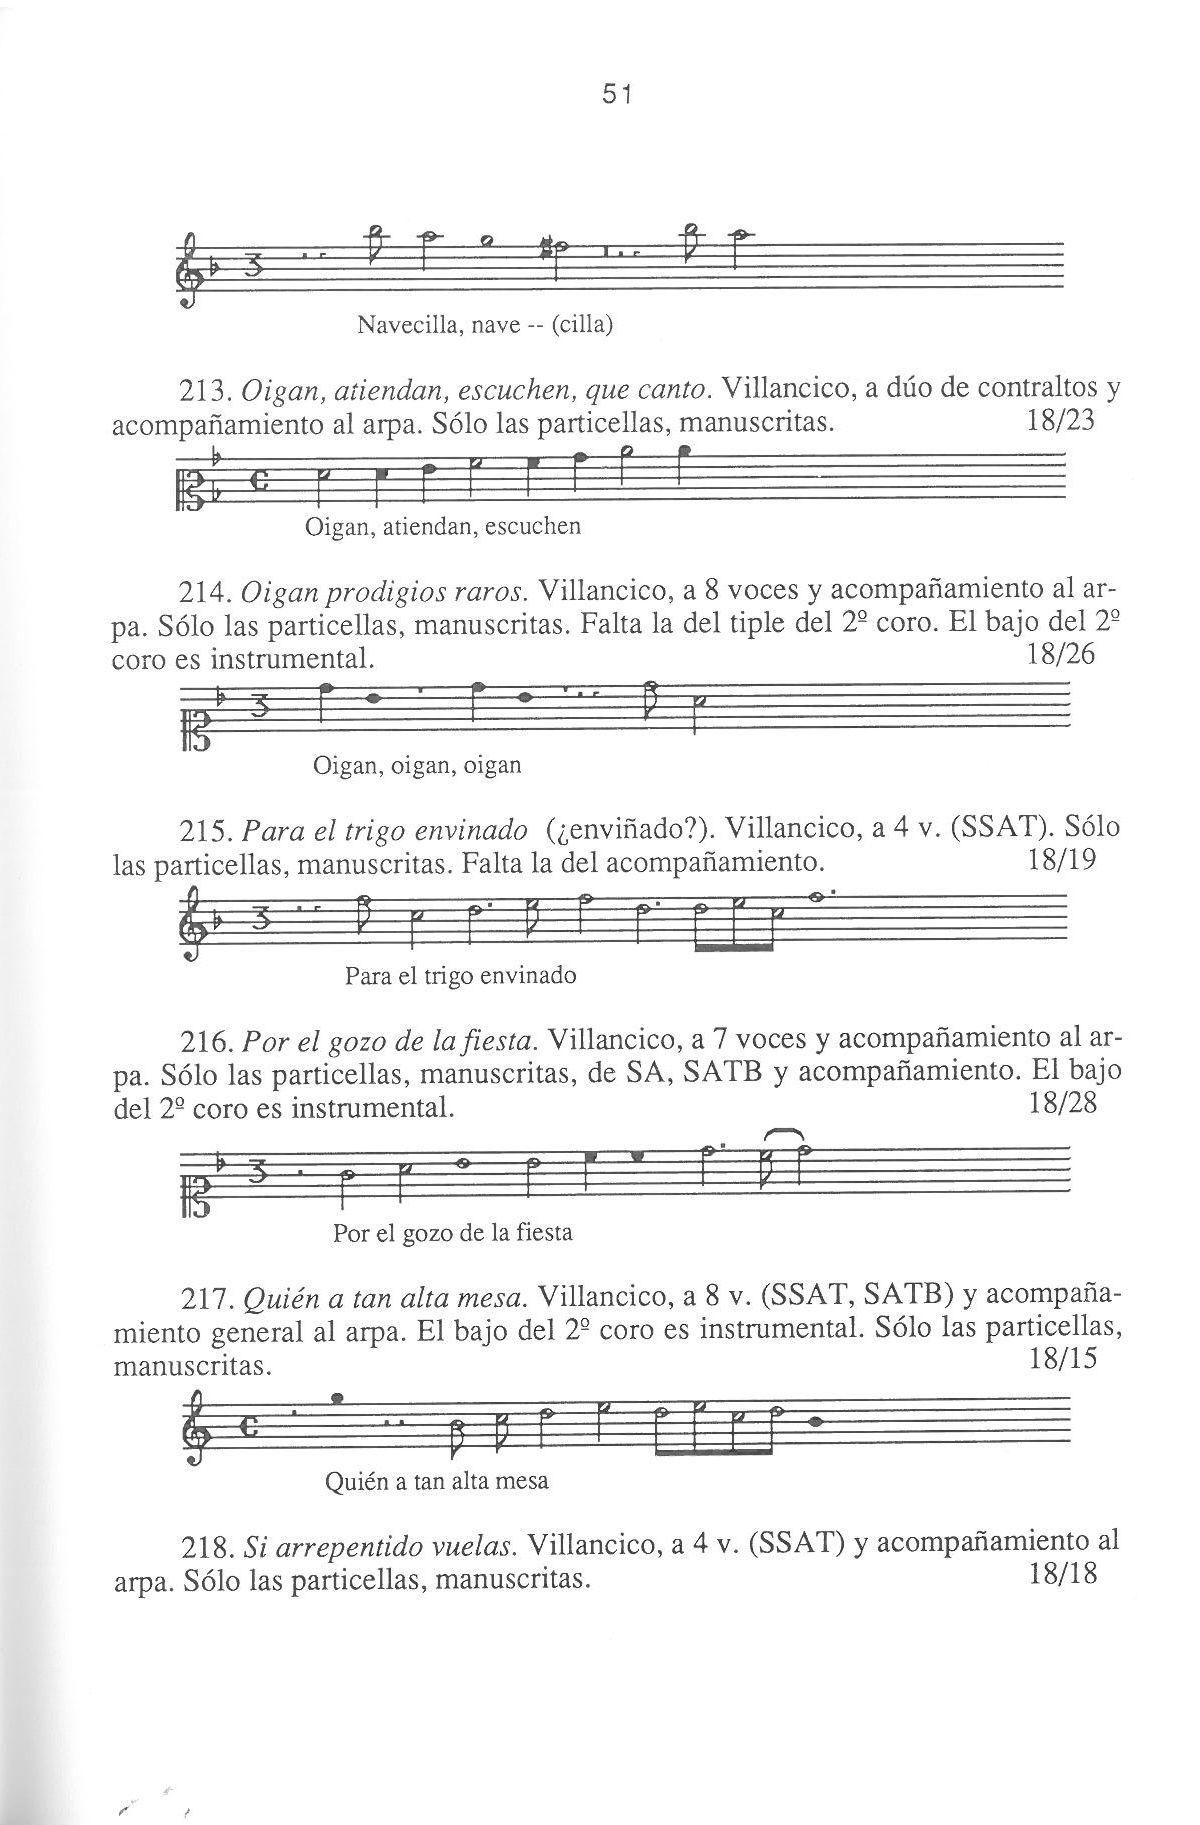 51
Navecilla, nave -- (cilla)
213. Oigan, atiendan, escuchen, que canto. Villancico, a dúo de contraltos y
acompañamiento al arpa. Sólo las particellas, manuscritas. 18/23
Oigan, atiendan, escuchen
214. Oigan prodigios raros. Villancico, a 8 voces y acompañamiento al ar-
pa. Sólo las particellas, manuscritas. Falta la del tiple del 2º coro. El bajo del 2º
coro es instrumental. 18/26
Oigan, oigan, oigan
215. Para el trigo envinado (¿enviñado?). Villancico, a 4 v. (SSAT). Sólo
las particellas, manuscritas. Falta la del acompañamiento. 18/19
Para el trigo envinado
216. Por el gozo de la fiesta. Villancico, a 7 voces y acompañamiento al ar-
pa. Sólo las particellas, manuscritas, de SA, SATB y acompañamiento. El bajo
del 2º coro es instrumental. 18/28
Por el gozo de la fiesta
217. Quién a tan alta mesa. Villancico, a 8 v. (SSAT, SATB) y acompaña-
miento general al arpa. El bajo del 2º coro es instrumental. Sólo las particellas,
manuscritas. 18/15
Quién a tan alta mesa
218. Si arrepentido vuelas. Villancico, a 4 v. (SSAT) y acompañamiento al
arpa. Sólo las particellas, manuscritas. 18/18